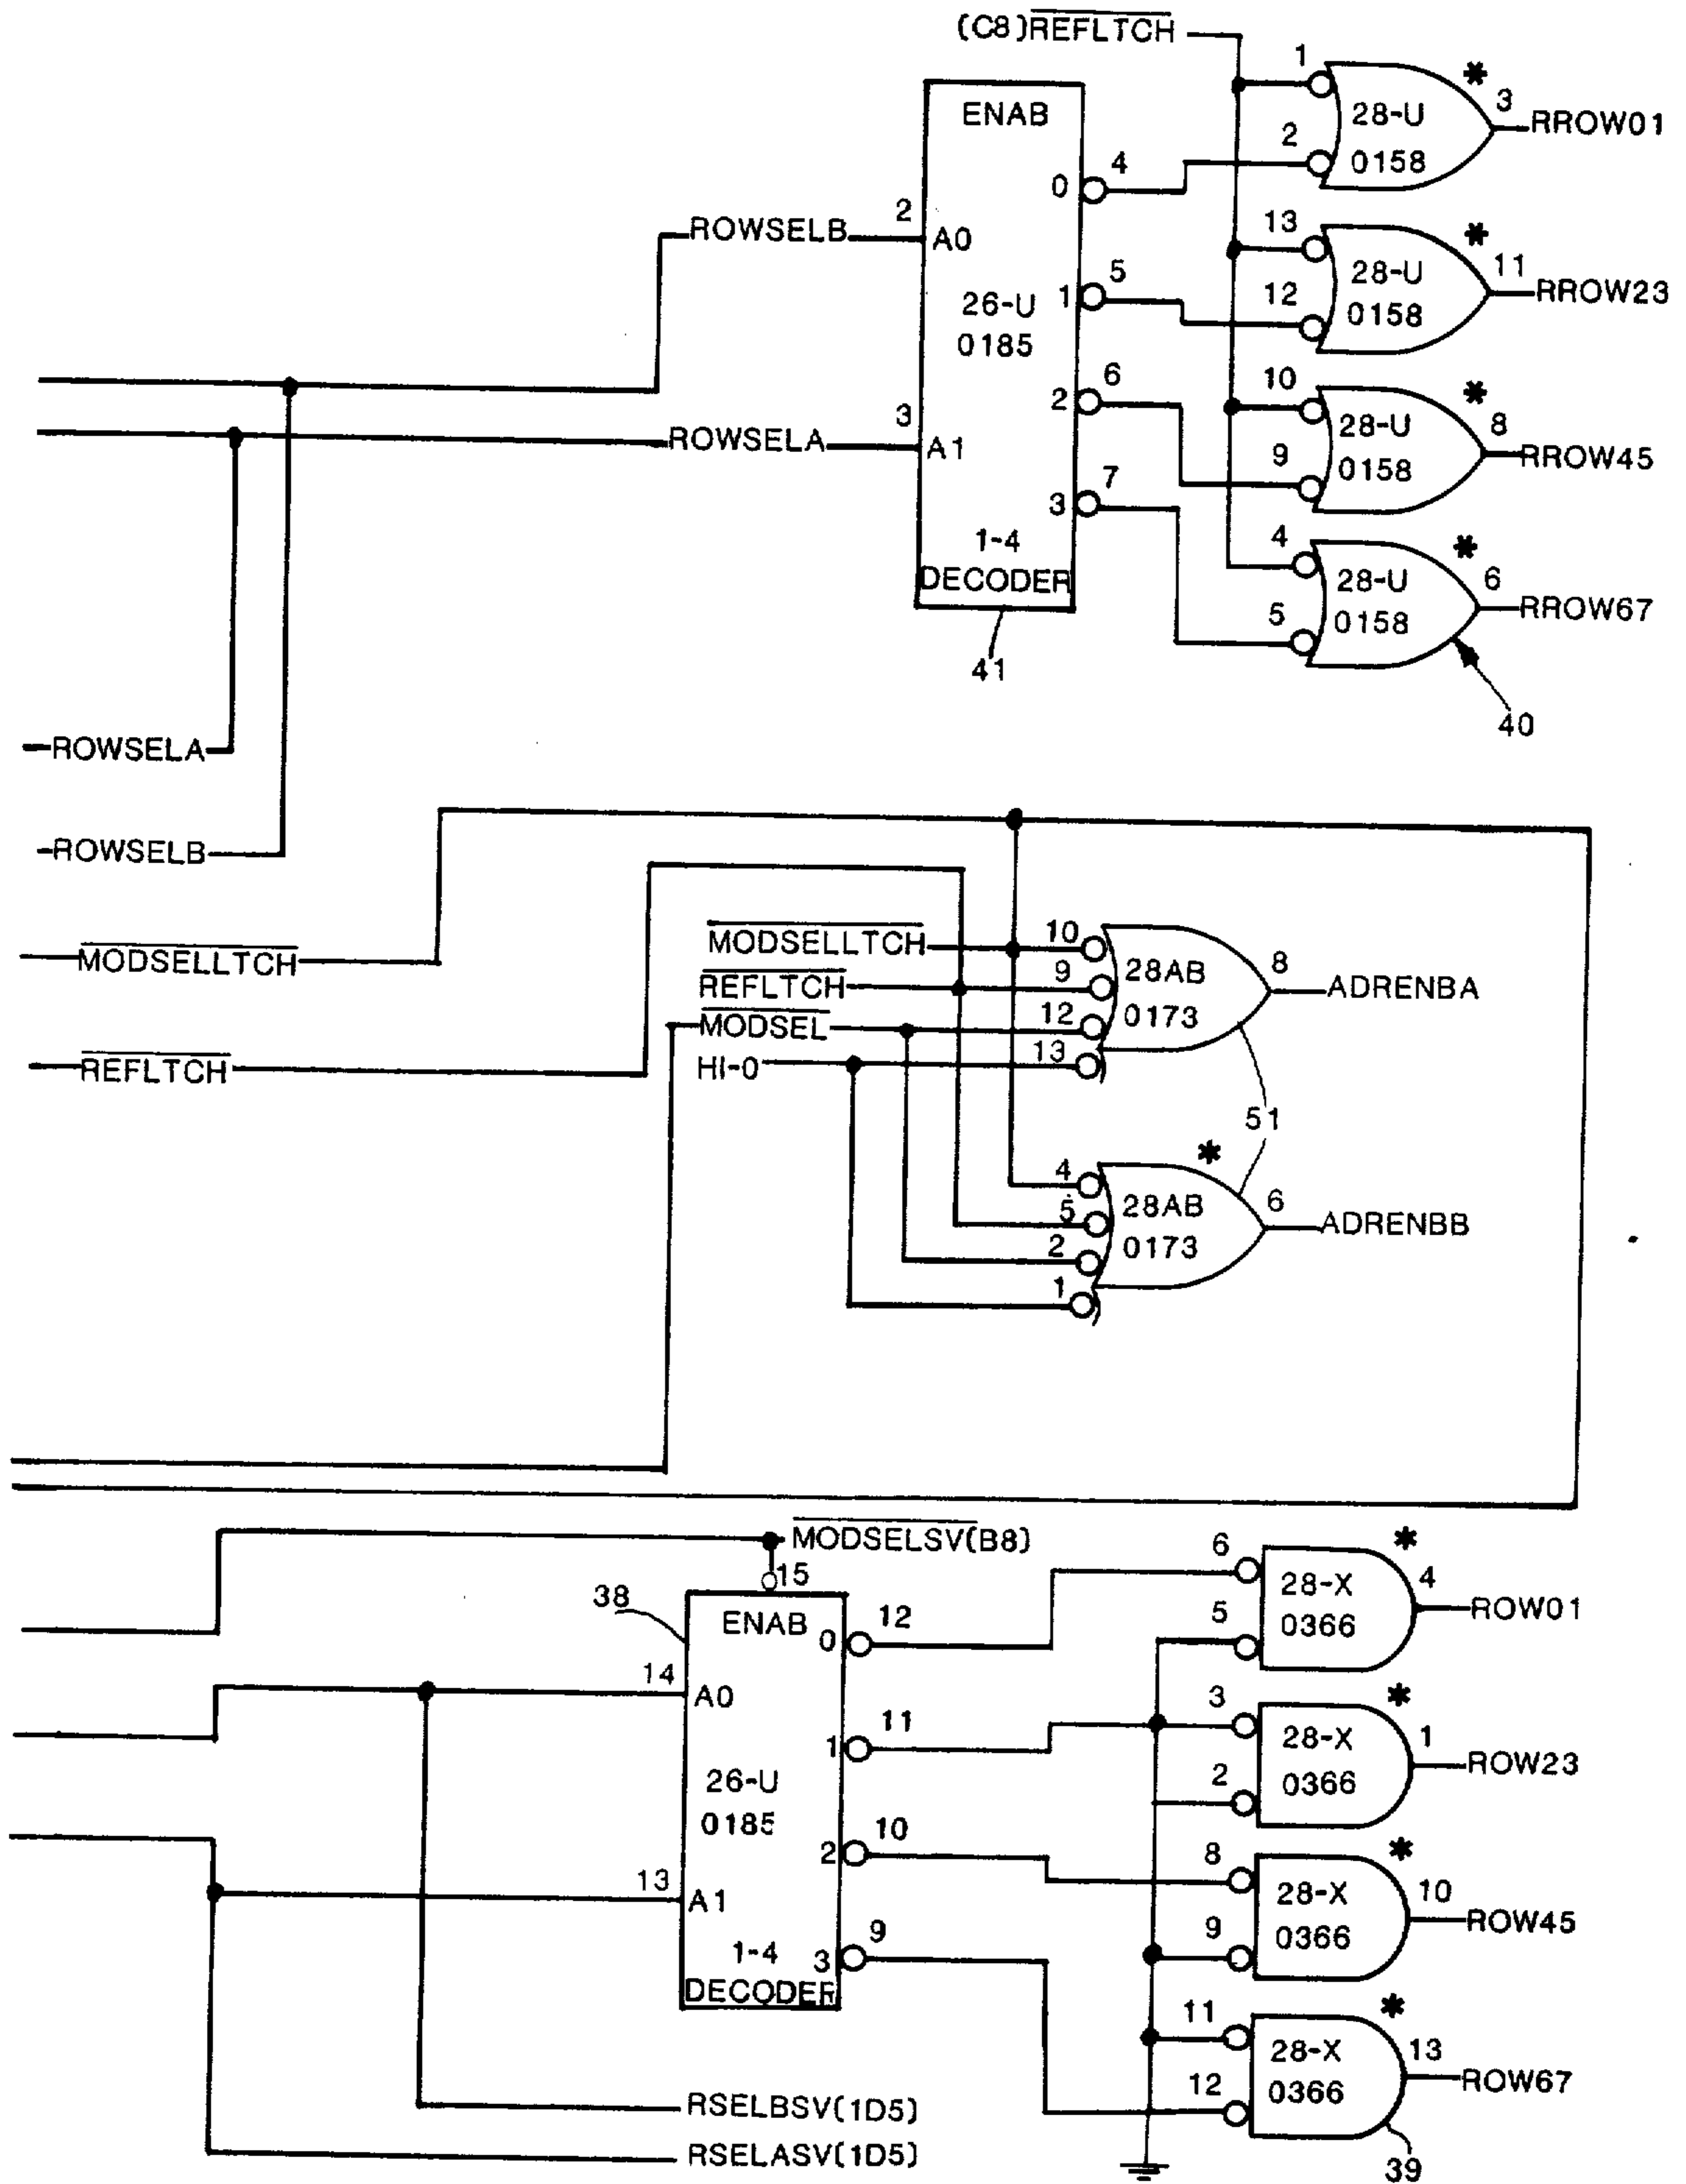 (C8)REFLTCH
1
*
3
28-U
RROW01
2
0158
ENAB
0
4
2
ROWSELB
A0
13
*
11
28-U
RROW23
12
0158
1
5
26-U
0185
2
6
10
*
8
28-U
RROW45
9
0158
3
ROWSELA
A1
3
7
1-4
DECODER
4
*
6
28-U
RROW67
5
0158
41
40
ROWSELA
ROWSELB
MODSELLTCH
REFLTCH
MODSELLTCH
10
REFLTCH
9
28AB
8
ADRENBA
MODSEL
12
0173
HI-0
13
51
*
4
28AB
6
5
ADRENBB
2
0173
1
MODSELSV(B8)
15
38
ENAB
0
12
6
*
4
28-X
ROW01
5
0366
14
A0
1
11
3
*
1
28-X
ROW23
2
0366
26-U
0185
2
10
8
*
10
28-X
ROW45
9
0366
13
A1
3
9
1-4
DECODER
11
*
13
28-X
ROW67
12
0366
RSELBSV(1D5)
RSELASV(1D5)
39